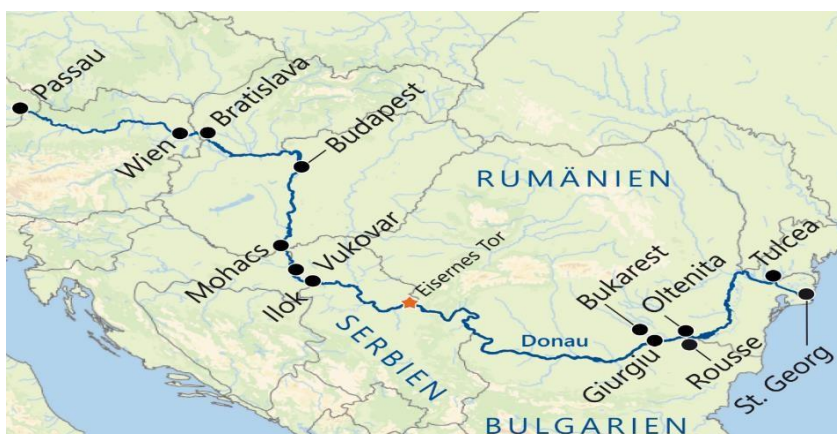 Passau
Wien
Bratislava
Budapest
RUMÄNIEN
Mohacs
Vukovar
Ilok
Eisernes Tor
SERBIEN
Donau
Bukarest
Giurgiu
Oltenita
Rousse
Tulcea
St. Georg
BULGARIEN